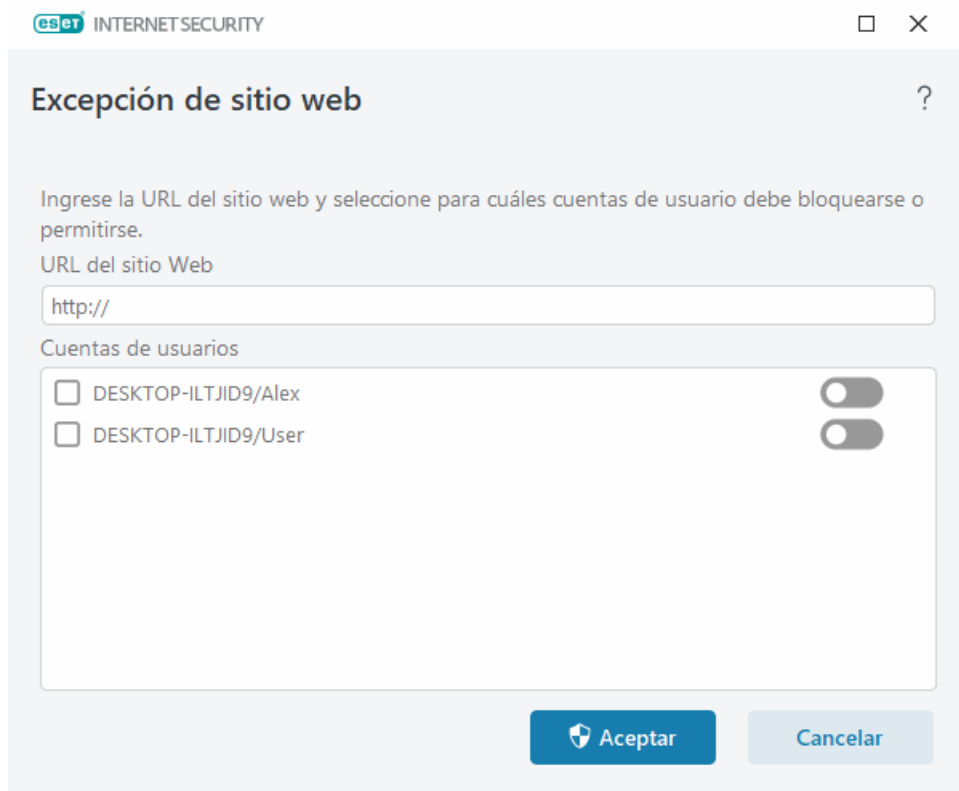 eset INTERNET SECURITY
Excepción de sitio web
?
Ingrese la URL del sitio web y seleccione para cuáles cuentas de usuario debe bloquearse o
permitirse.
URL del sitio Web
http://
Cuentas de usuarios
DESKTOP-ILTJID9/Alex
DESKTOP-ILTJID9/User
Aceptar
Cancelar